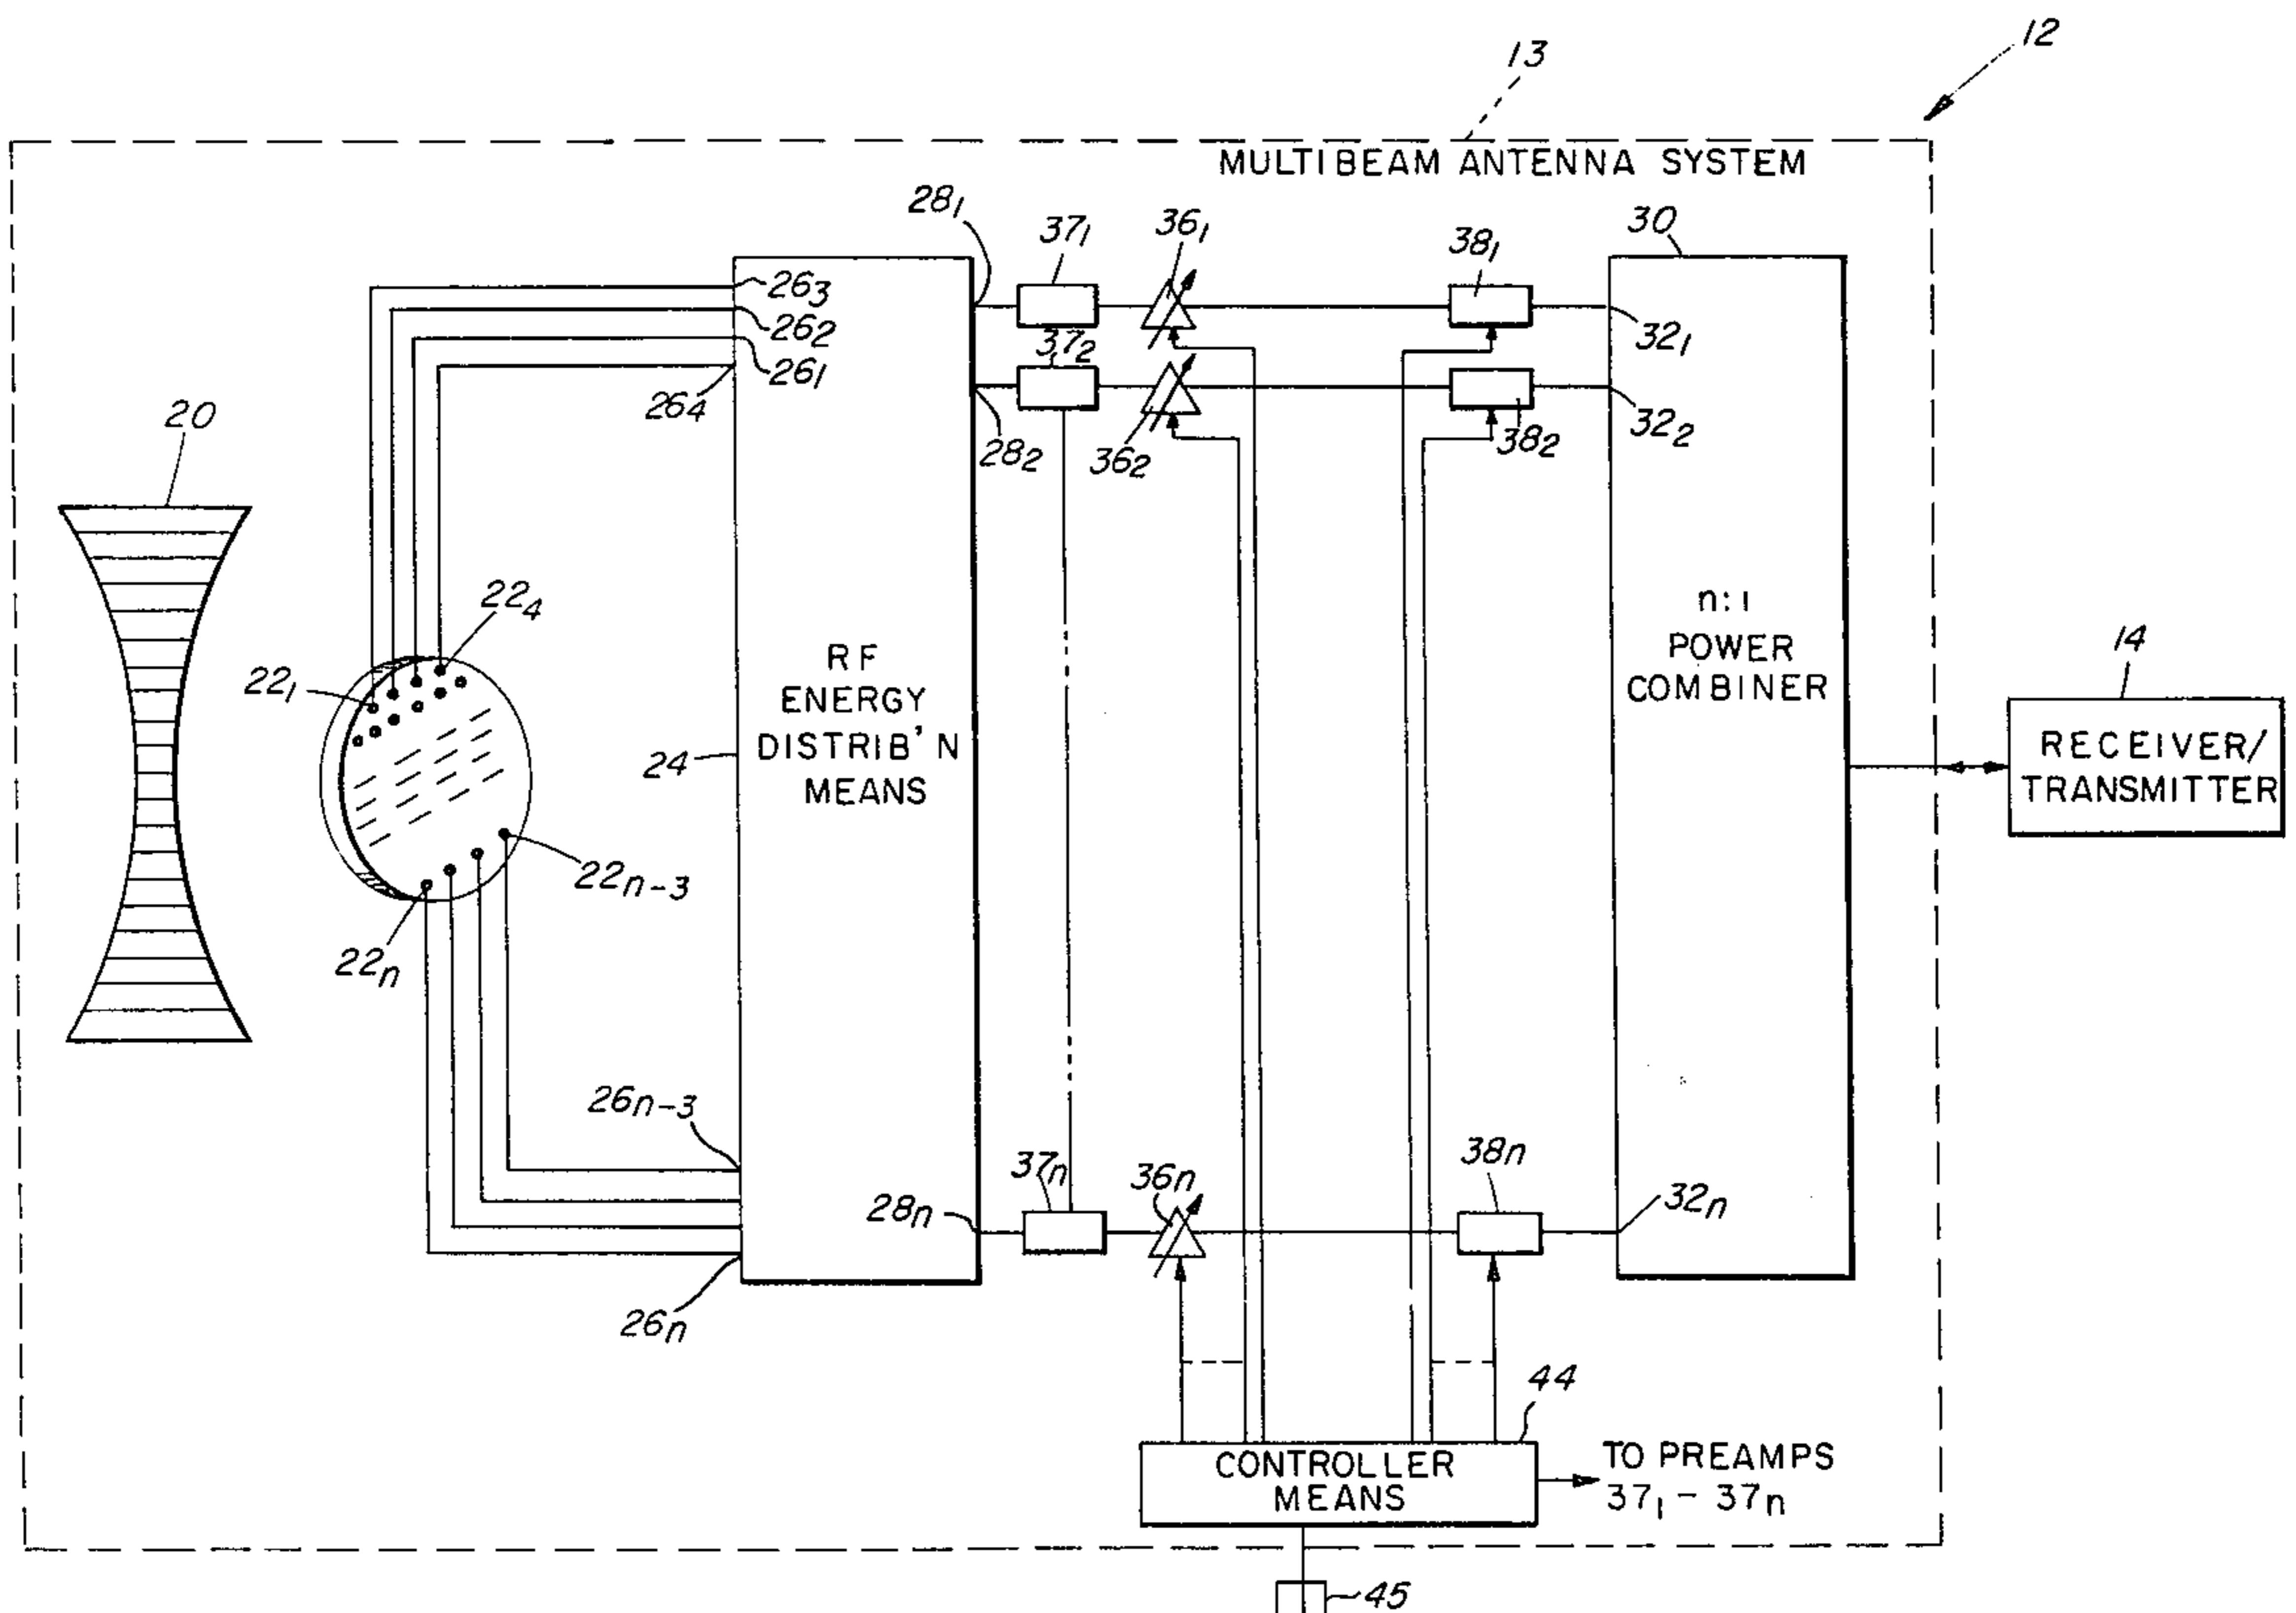 12
13
MULTIBEAM ANTENNA SYSTEM
28₁
37₁
36₁
38₁
30
26₃
26₂
26₁
26₄
32₁
37₂
28₂
36₂
38₂
32₂
20
22₄
22₁
24
RF
ENERGY
DISTRIB'N
MEANS
n:1
POWER
COMBINER
14
RECEIVER/
TRANSMITTER
22ₙ₋₃
22ₙ
26ₙ₋₃
28ₙ
37ₙ
36ₙ
38ₙ
32ₙ
26ₙ
44
CONTROLLER
MEANS
TO PREAMPS
37₁ - 37ₙ
45